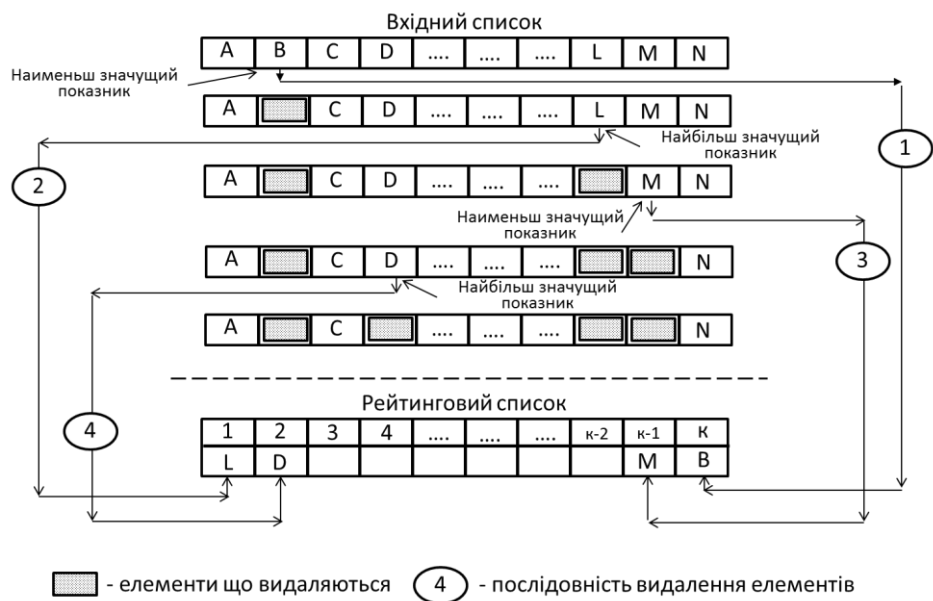 Вхідний список
A B C D .... .... .... L M N
Наименьш значущий
показник
A C D .... .... .... L M N
Найбільш значущий
показник
1
2
A C D .... .... .... M N
Наименьш значущий
показник
3
A C D .... .... .... N
Найбільш значущий
показник
A C .... .... .... N
Рейтинговий список
4
1 2 3 4 .... .... .... к-2 к-1 к
L D M B
- елементи що видаляються
4 - послідовність видалення елементів